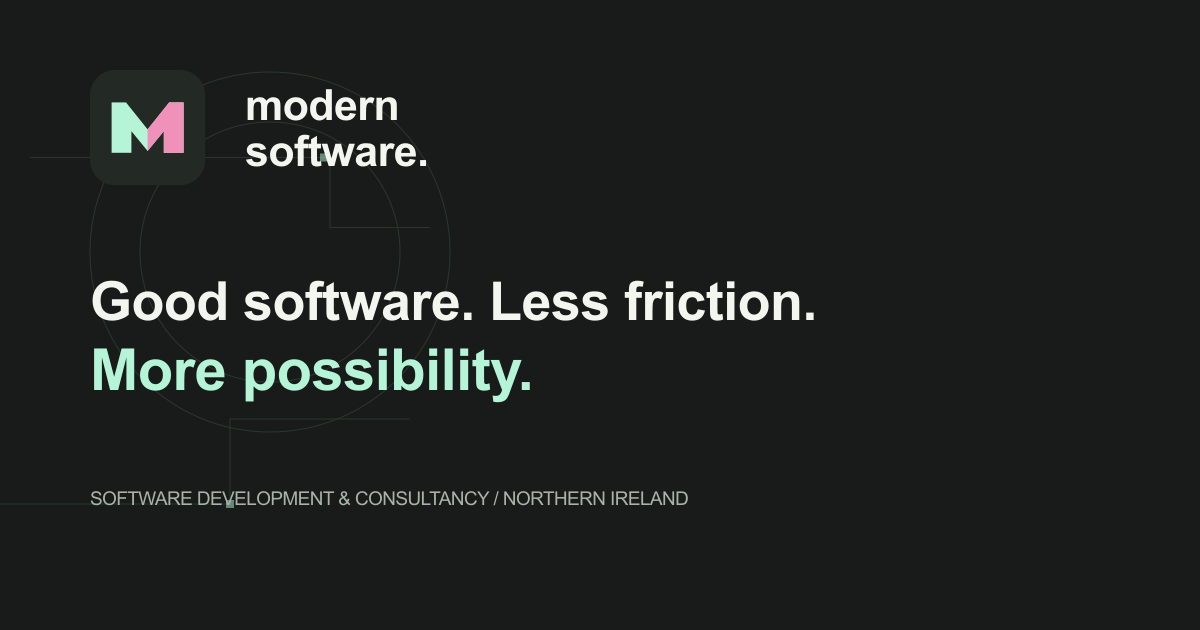 M
modern
software.
Good software. Less friction.
More possibility.
SOFTWARE DEVELOPMENT & CONSULTANCY / NORTHERN IRELAND